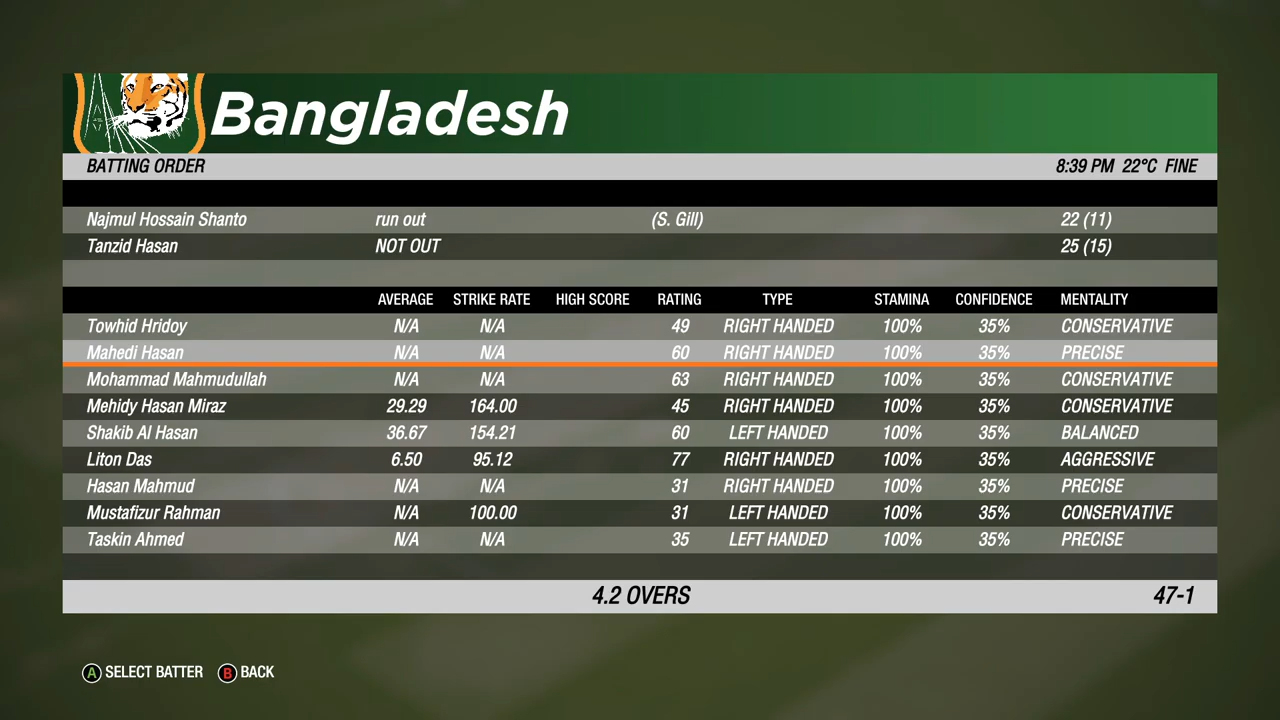 Bangladesh
BATTING ORDER 8:39 PM 22°C FINE
Najmul Hossain Shanto run out (S. Gill) 22 (11)
Tanzid Hasan NOT OUT 25 (15)
AVERAGE STRIKE RATE HIGH SCORE RATING TYPE STAMINA CONFIDENCE MENTALITY
Towhid Hridoy N/A N/A 49 RIGHT HANDED 100% 35% CONSERVATIVE
Mahedi Hasan N/A N/A 60 RIGHT HANDED 100% 35% PRECISE
Mohammad Mahmudullah N/A N/A 63 RIGHT HANDED 100% 35% CONSERVATIVE
Mehidy Hasan Miraz 29.29 164.00 45 RIGHT HANDED 100% 35% CONSERVATIVE
Shakib Al Hasan 36.67 154.21 60 LEFT HANDED 100% 35% BALANCED
Liton Das 6.50 95.12 77 RIGHT HANDED 100% 35% AGGRESSIVE
Hasan Mahmud N/A N/A 31 RIGHT HANDED 100% 35% PRECISE
Mustafizur Rahman N/A 100.00 31 LEFT HANDED 100% 35% CONSERVATIVE
Taskin Ahmed N/A N/A 35 LEFT HANDED 100% 35% PRECISE
4.2 OVERS 47-1
A SELECT BATTER B BACK